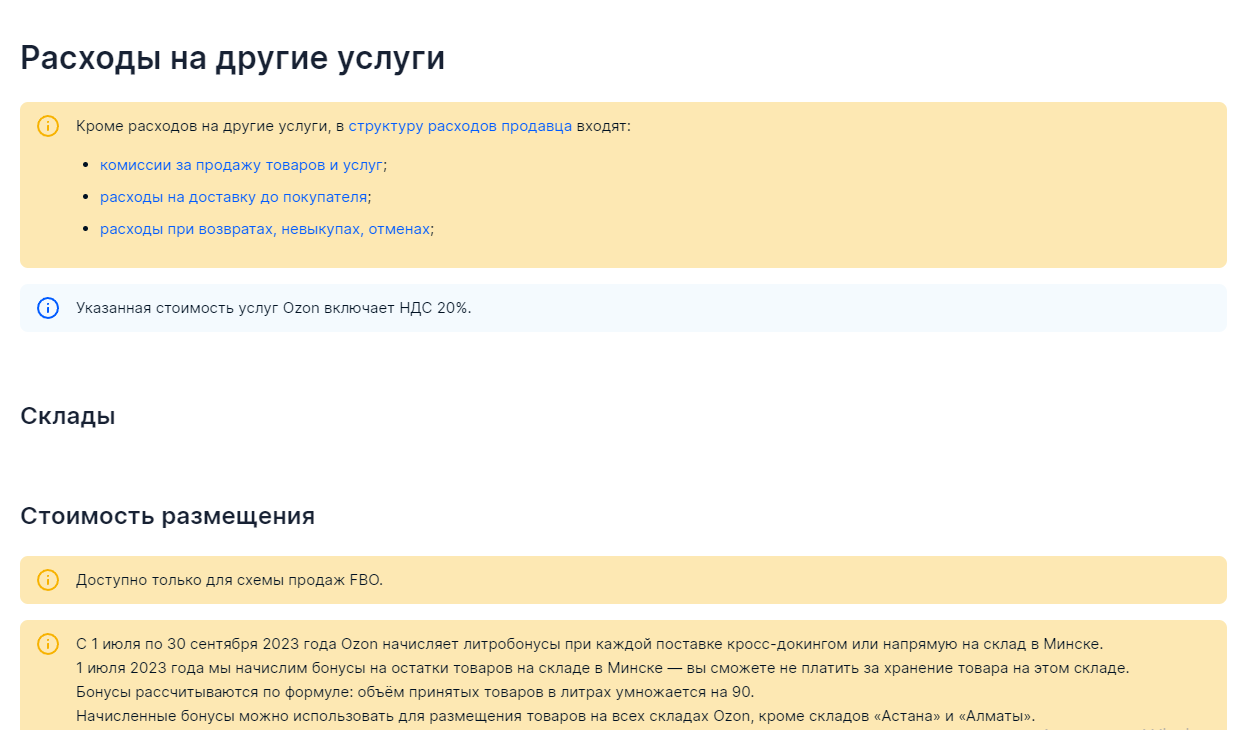 Расходы на другие услуги
Кроме расходов на другие услуги, в структуру расходов продавца входят:
комиссии за продажу товаров и услуг;
расходы на доставку до покупателя;
расходы при возвратах, невыкупах, отменах;
Указанная стоимость услуг Ozon включает НДС 20%.
Склады
Стоимость размещения
Доступно только для схемы продаж FBO.
С 1 июля по 30 сентября 2023 года Ozon начисляет литробонусы при каждой поставке кросс-докингом или напрямую на склад в Минске.
1 июля 2023 года мы начислим бонусы на остатки товаров на складе в Минске — вы сможете не платить за хранение товара на этом складе.
Бонусы рассчитываются по формуле: объём принятых товаров в литрах умножается на 90.
Начисленные бонусы можно использовать для размещения товаров на всех складах Ozon, кроме складов «Астана» и «Алматы».